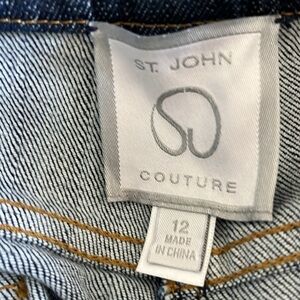 ST. JOHN
COUTURE
12
MADE
IN CHINA